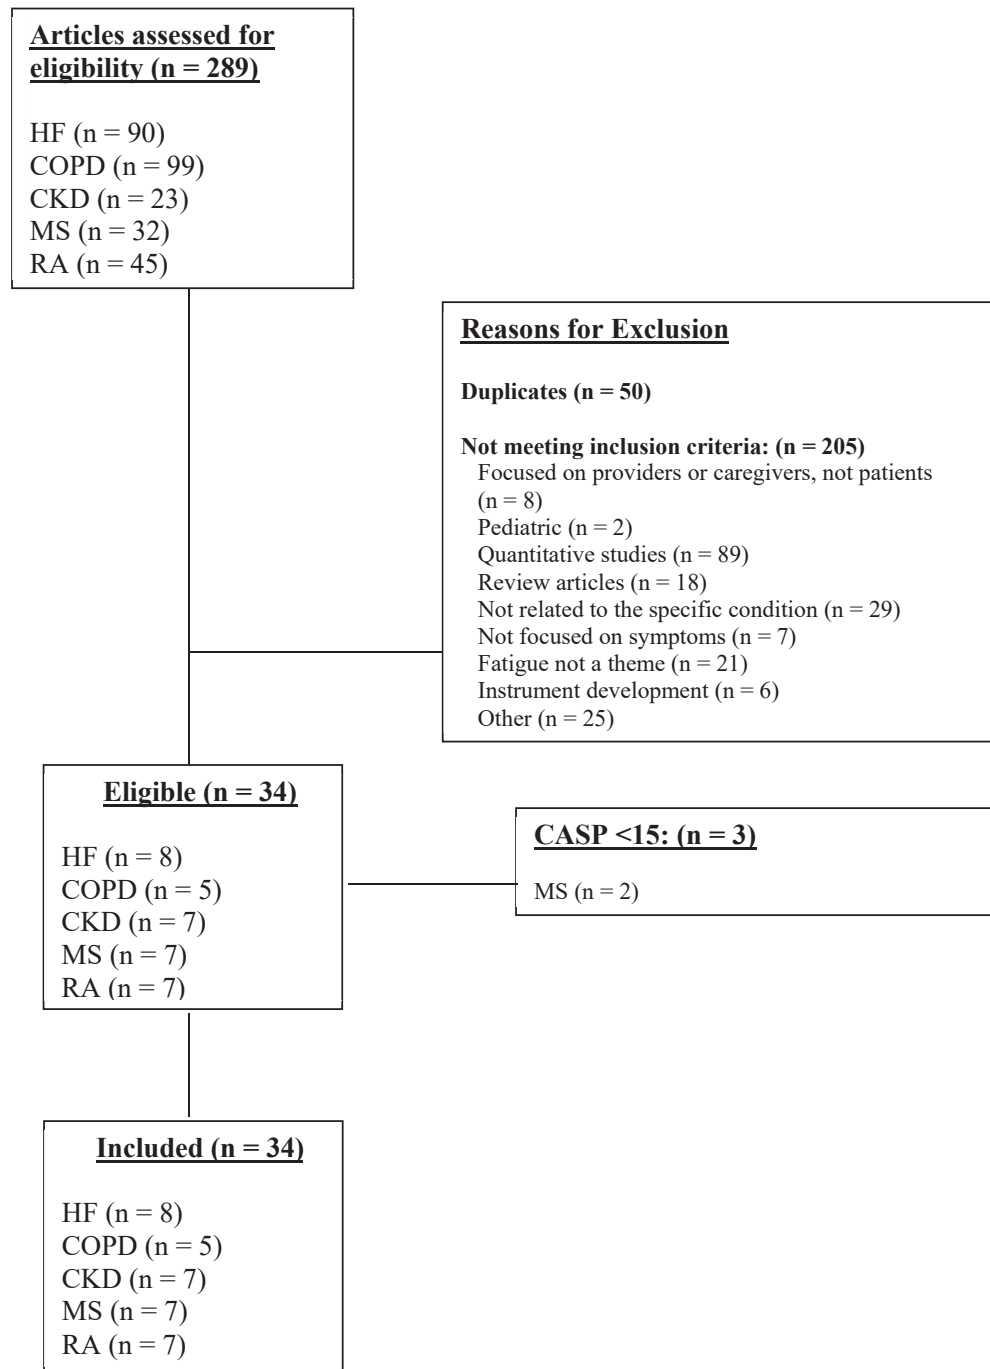 Articles assessed for
eligibility (n = 289)
HF (n = 90)
COPD (n = 99)
CKD (n = 23)
MS (n = 32)
RA (n = 45)
Reasons for Exclusion
Duplicates (n = 50)
Not meeting inclusion criteria: (n = 205)
Focused on providers or caregivers, not patients
(n = 8)
Pediatric (n = 2)
Quantitative studies (n = 89)
Review articles (n = 18)
Not related to the specific condition (n = 29)
Not focused on symptoms (n = 7)
Fatigue not a theme (n = 21)
Instrument development (n = 6)
Other (n = 25)
Eligible (n = 34)
HF (n = 8)
COPD (n = 5)
CKD (n = 7)
MS (n = 7)
RA (n = 7)
CASP <15: (n = 3)
MS (n = 2)
Included (n = 34)
HF (n = 8)
COPD (n = 5)
CKD (n = 7)
MS (n = 7)
RA (n = 7)